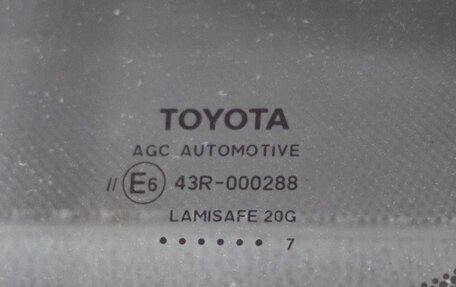 TOYOTA
AGC AUTOMOTIVE
// E6 43R-000288
LAMISAFE 20G
• • • • • • 7